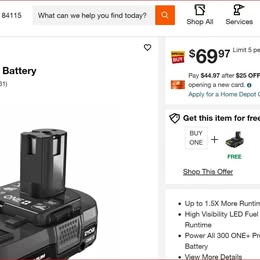 84115
What can we help you find today?
Shop All
Services
Battery
$69⁹⁷
Limit 5 pe
Pay $44.97 after $25 OFF
opening a new card.
Apply for a Home Depot C
Get this item for free
BUY
ONE
+
FREE
Shop This Offer
ONE+
RYOBI
• Up to 1.5X More Runtim
• High Visibility LED Fuel
Runtime
• Power All 300 ONE+ Pro
Battery
View More Details